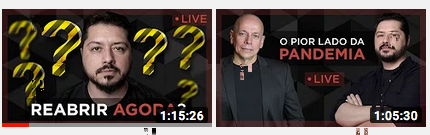 LIVE
REABRIR AGORA?
1:15:26
O PIOR LADO DA
PANDEMIA
LIVE
1:05:30